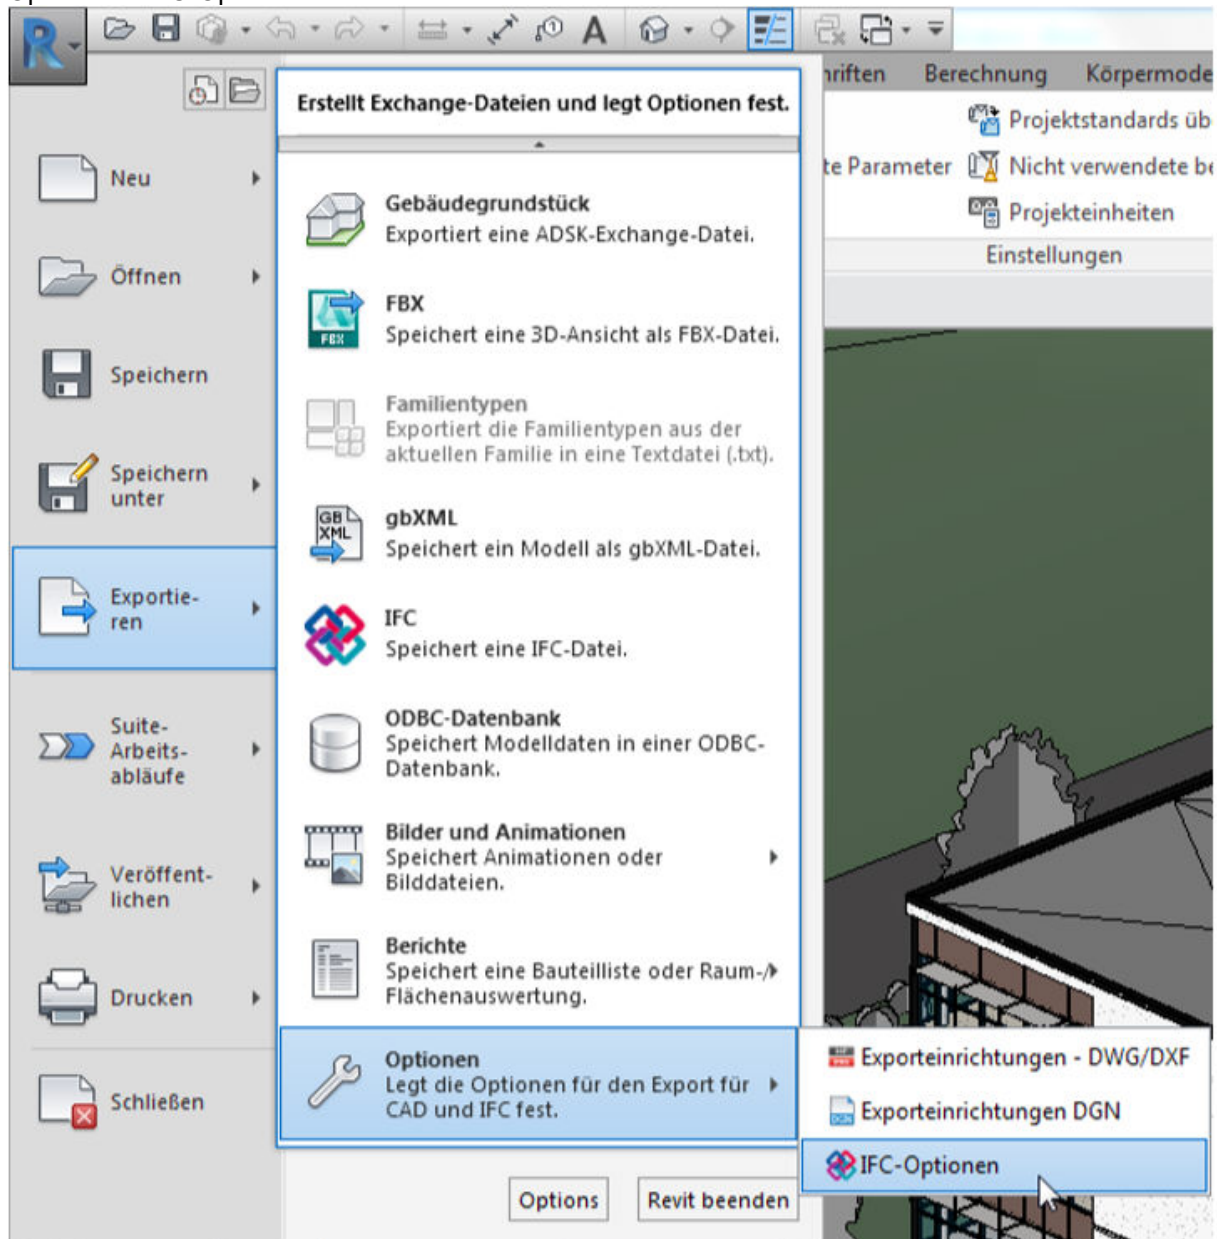 R
A
hriften Berechnung Körpermode
Erstellt Exchange-Dateien und legt Optionen fest.
Projektstandards üb
te Parameter Nicht verwendete be
Projekteinheiten
Einstellungen
Neu
Öffnen
Speichern
Speichern
unter
Exportie-
ren
Suite-
Arbeits-
abläufe
Veröffent-
lichen
Drucken
Schließen
Gebäudegrundstück
Exportiert eine ADSK-Exchange-Datei.
FBX
FBX
Speichert eine 3D-Ansicht als FBX-Datei.
Familientypen
Exportiert die Familientypen aus der
aktuellen Familie in eine Textdatei (.txt).
GB
XML
gbXML
Speichert ein Modell als gbXML-Datei.
IFC
Speichert eine IFC-Datei.
ODBC-Datenbank
Speichert Modelldaten in einer ODBC-
Datenbank.
Bilder und Animationen
Speichert Animationen oder
Bilddateien.
Berichte
Speichert eine Bauteilliste oder Raum-/
Flächenauswertung.
Optionen
Legt die Optionen für den Export für
CAD und IFC fest.
Exporteinrichtungen - DWG/DXF
DGN Exporteinrichtungen DGN
IFC-Optionen
Options Revit beenden